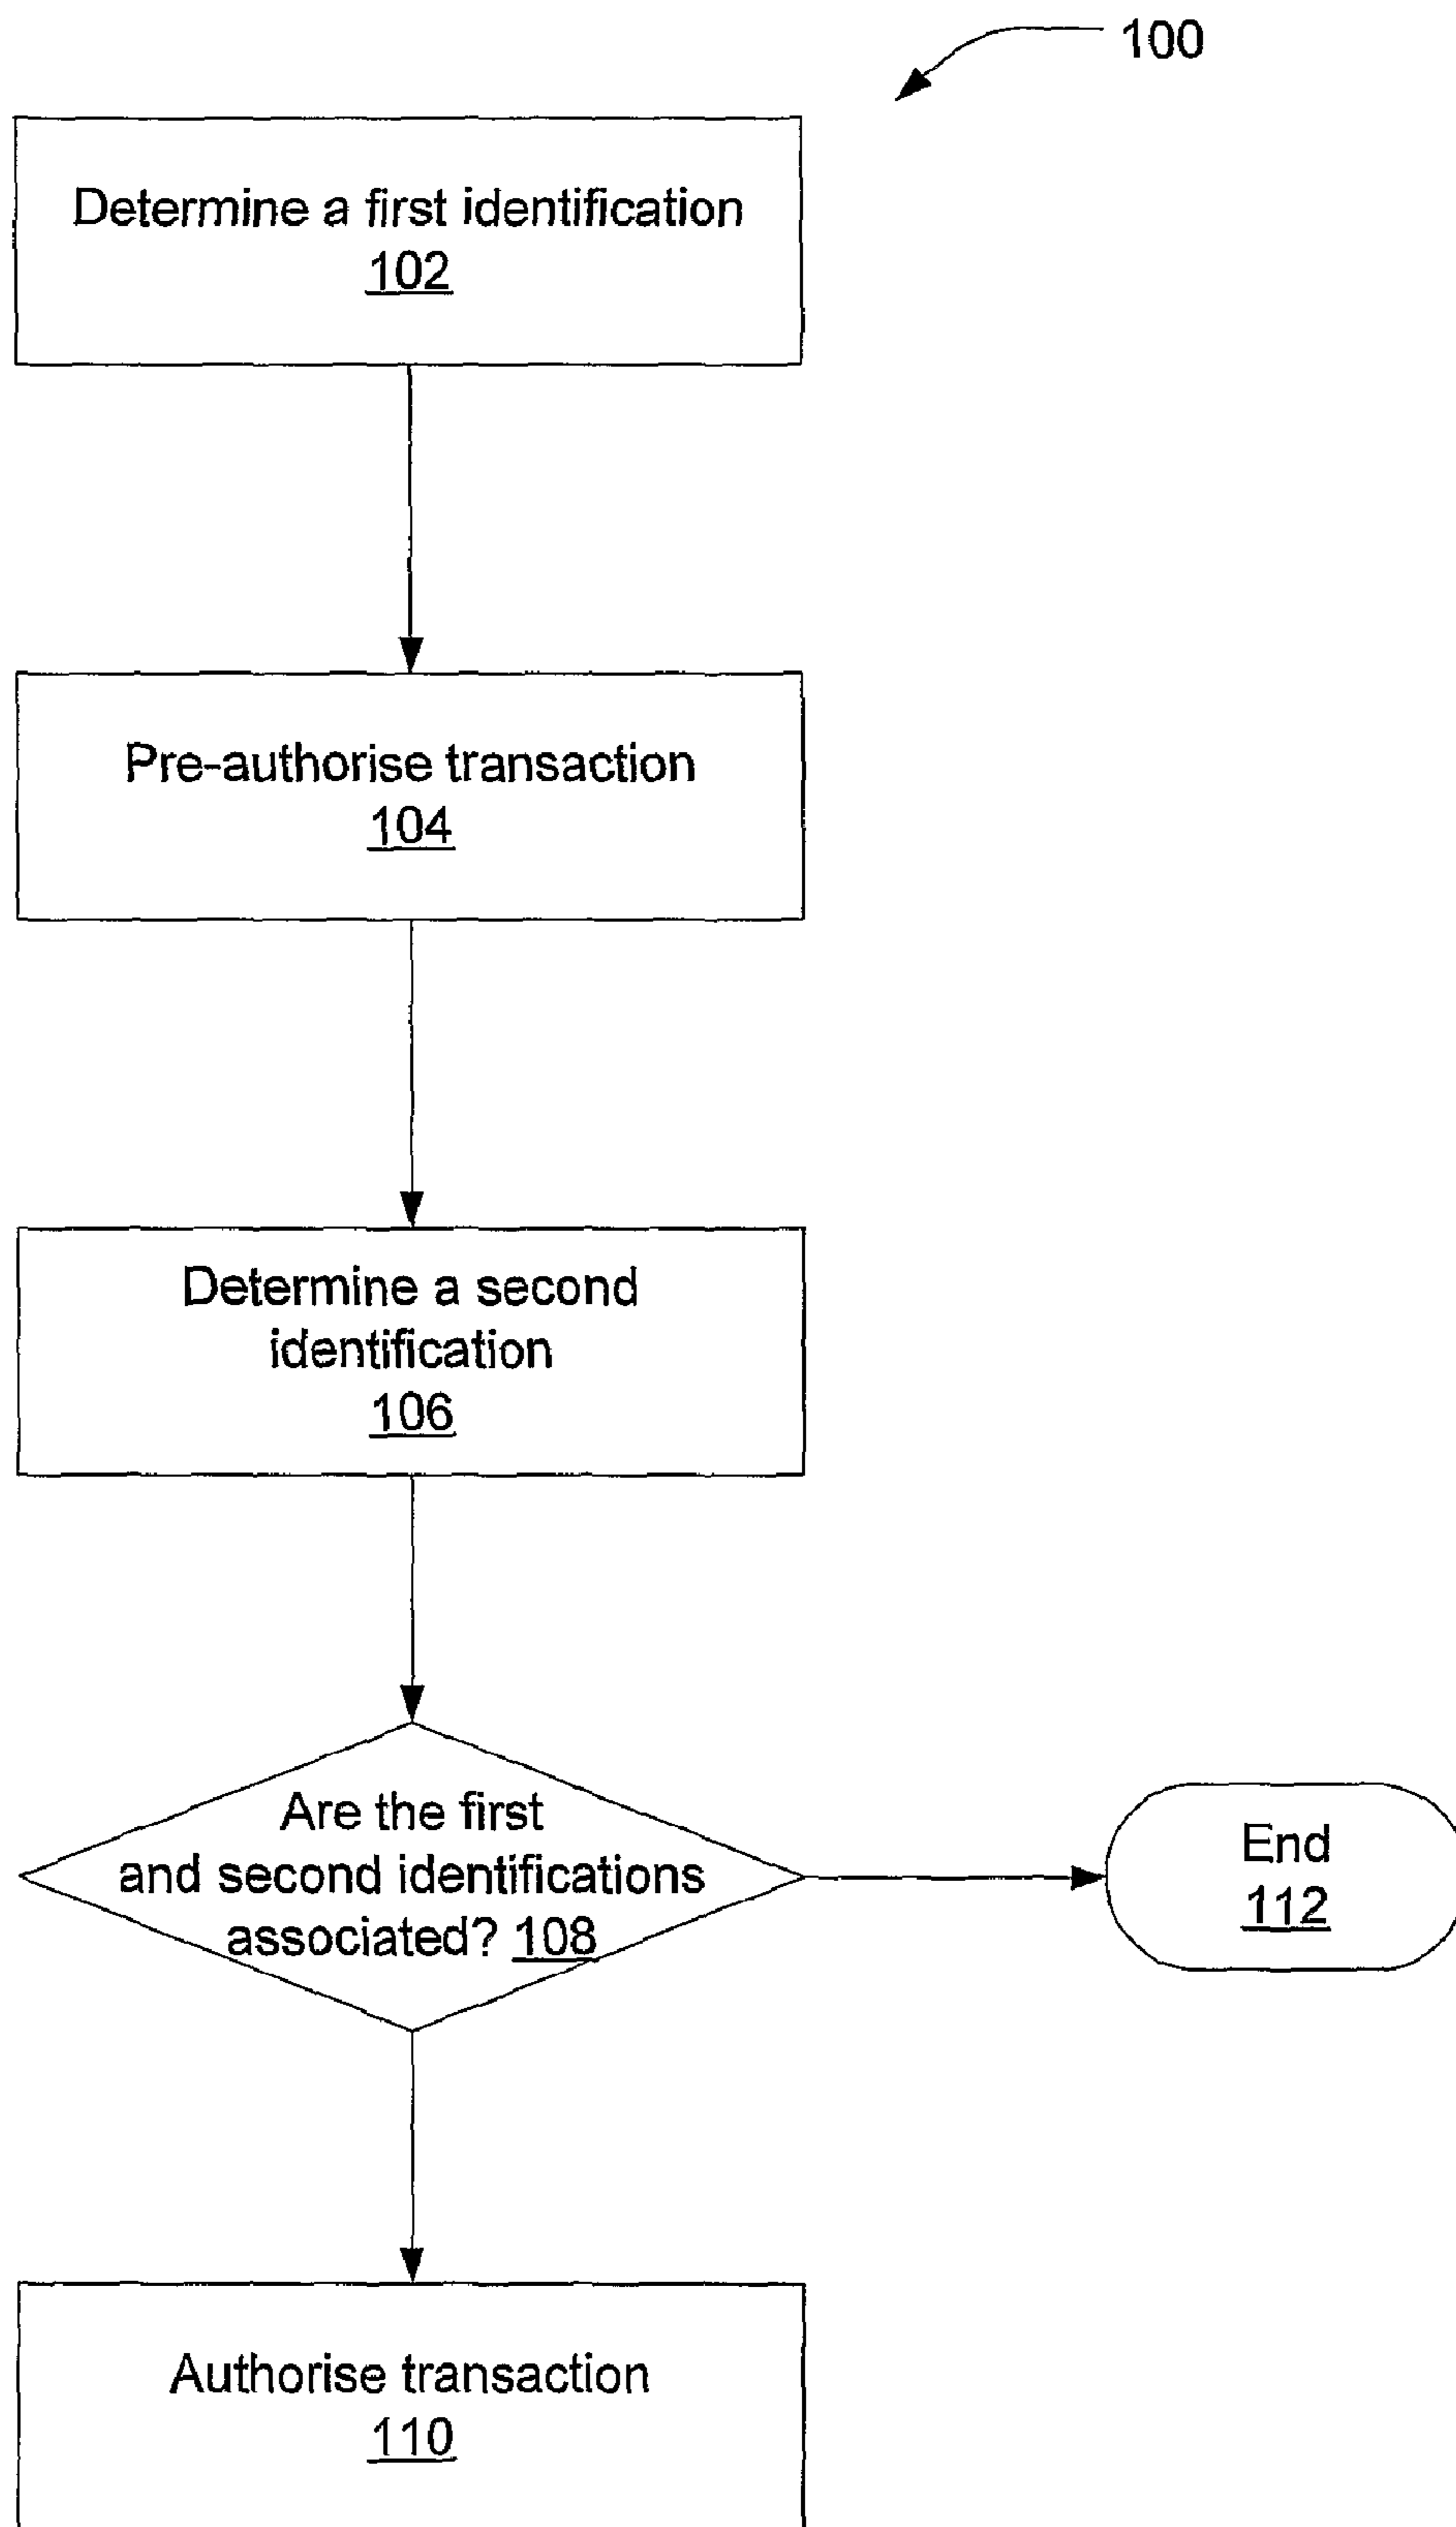 100
Determine a first identification
102
Pre-authorise transaction
104
Determine a second
identification
106
Are the first
and second identifications
associated? 108
End
112
Authorise transaction
110